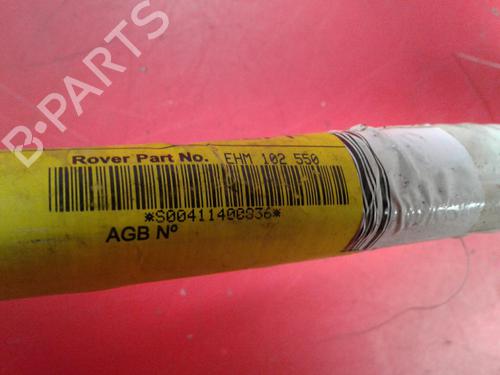 B-PARTS
Rover Part No. EHM 102 550
*S00411400836*
AGB Nº